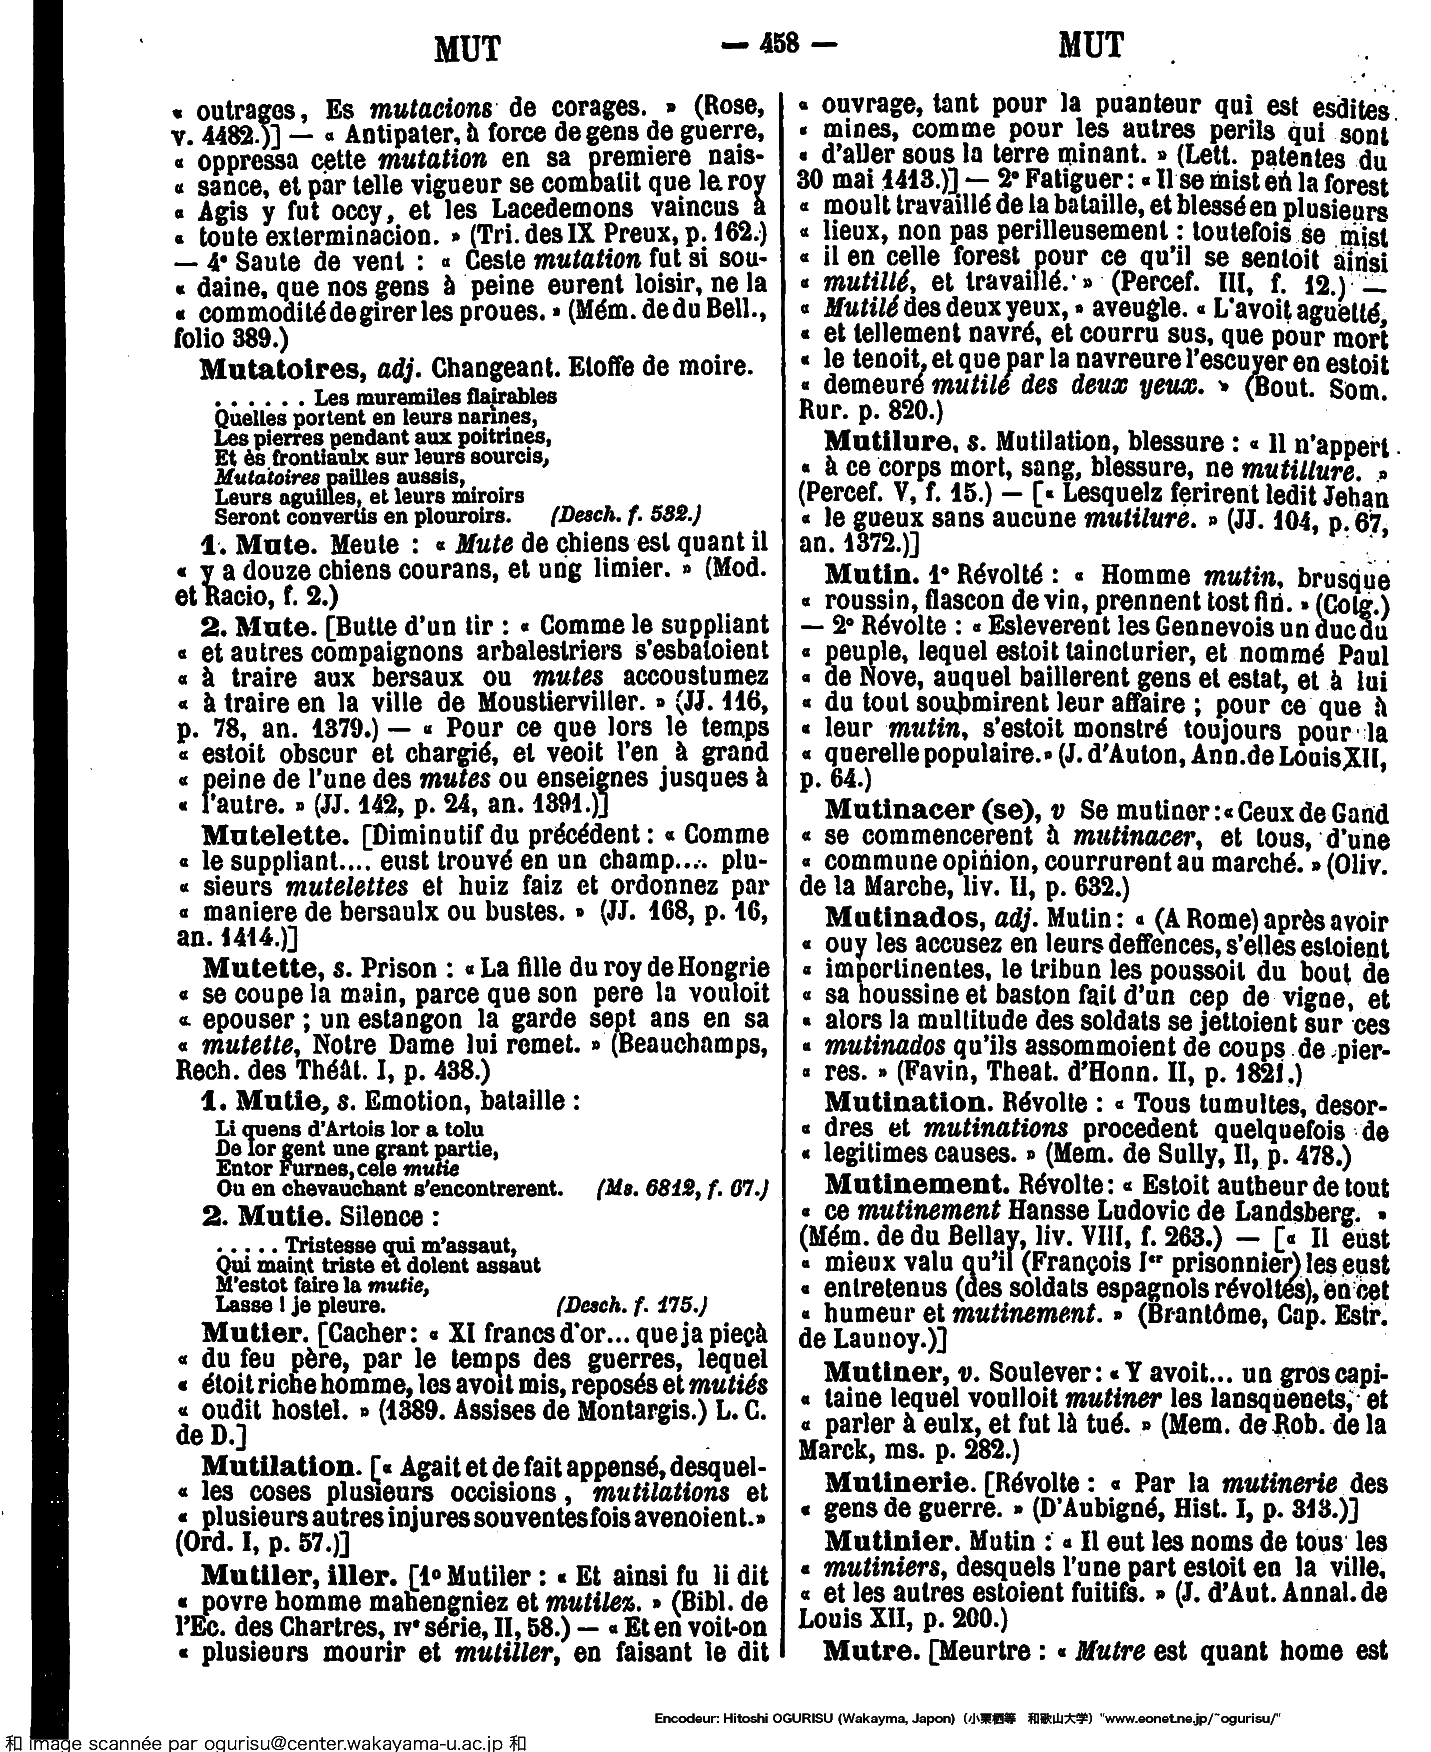 MUT
— 458 —
MUT
« outrages, Es mutacions de corages. » (Rose,
v. 4482.)] — « Antipater, à force de gens de guerre,
« oppressa cette mutation en sa premiere nais-
« sance, et par telle vigueur se combatit que le roy
« Agis y fut occy, et les Lacedemons vaincus à
« toute exterminacion. » (Tri. des IX Preux, p. 162.)
— 4° Saute de vent : « Ceste mutation fut si sou-
« daine, que nos gens à peine eurent loisir, ne la
« commodité de girer les proues. » (Mém. de du Bell.,
folio 389.)
Mutatoires, adj. Changeant. Etoffe de moire.
. . . . . . Les muremiles flairables
Quelles portent en leurs narines,
Les pierres pendant aux poitrines,
Et ès frontiaulx sur leurs sourcis,
Mutatoires pailles aussis,
Leurs aguilles, et leurs miroirs
Seront convertis en plouroirs. (Desch. f. 532.)
1. Mute. Meute : « Mute de chiens est quant il
« y a douze chiens courans, et ung limier. » (Mod.
et Racio, f. 2.)
2. Mute. [Butte d'un tir : « Comme le suppliant
« et autres compaignons arbalestriers s'esbatoient
« à traire aux bersaux ou mutes accoustumez
« à traire en la ville de Moustierviller. » (JJ. 116,
p. 78, an. 1379.) — « Pour ce que lors le temps
« estoit obscur et chargié, et veoit l'en à grand
« peine de l'une des mutes ou enseignes jusques à
« l'autre. » (JJ. 142, p. 24, an. 1391.)]
Mutelette. [Diminutif du précédent : « Comme
« le suppliant.... eust trouvé en un champ.... plu-
« sieurs mutelettes et huiz faiz et ordonnez par
« maniere de bersaulx ou bustes. » (JJ. 168, p. 16,
an. 1414.)]
Mutette, s. Prison : « La fille du roy de Hongrie
« se coupe la main, parce que son pere la vouloit
« epouser ; un estangon la garde sept ans en sa
« mutette, Notre Dame lui remet. » (Beauchamps,
Rech. des Théât. I, p. 438.)
1. Mutie, s. Emotion, bataille :
Li quens d'Artois lor a tolu
De lor gent une grant partie,
Entor Furnes, cele mutie
Ou en chevauchant s'encontrerent. (Ms. 6812, f. 67.)
2. Mutie. Silence :
. . . . . Tristesse qui m'assaut,
Qui maint triste et dolent assaut
M'estot faire la mutie,
Lasse ! je pleure. (Desch. f. 175.)
Mutier. [Cacher : « XI francs d'or... que ja pieçà
« du feu père, par le temps des guerres, lequel
« étoit riche homme, les avoit mis, reposés et mutiés
« oudit hostel. » (1389. Assises de Montargis.) L. C.
de D.]
Mutilation. [« Agait et de fait appensé, desquel-
« les coses plusieurs occisions, mutilations et
« plusieurs autres injures souventes fois avenoient. »
(Ord. I, p. 57.)]
Mutiler, iller. [1° Mutiler : « Et ainsi fu li dit
« povre homme mahengniez et mutilez. » (Bibl. de
l'Ec. des Chartres, IVe série, II, 58.) — « Et en voit-on
« plusieurs mourir et mutiller, en faisant le dit
« ouvrage, tant pour la puanteur qui est esdites
« mines, comme pour les autres perils qui sont
« d'aller sous la terre minant. » (Lett. patentes du
30 mai 1413.)] — 2° Fatiguer : « Il se mist en la forest
« moult travaillé de la bataille, et blessé en plusieurs
« lieux, non pas perilleusement : toutefois se mist
« il en celle forest pour ce qu'il se sentoit ainsi
« mutillé, et travaillé. » (Percef. III, f. 12.) —
« Mutilé des deux yeux, » aveugle. « L'avoit aguetté,
« et tellement navré, et courru sus, que pour mort
« le tenoit, et que par la navreure l'escuyer en estoit
« demeuré mutilé des deux yeux. » (Bout. Som.
Rur. p. 820.)
Mutilure, s. Mutilation, blessure : « Il n'appert
« à ce corps mort, sang, blessure, ne mutillure. »
(Percef. V, f. 15.) — [« Lesquelz ferirent ledit Jehan
« le gueux sans aucune mutilure. » (JJ. 104, p. 67,
an. 1372.)]
Mutin. 1° Révolté : « Homme mutin, brusque
« roussin, flascon de vin, prennent tost fin. » (Cotg.)
— 2° Révolte : « Esleverent les Gennevois un duc du
« peuple, lequel estoit taincturier, et nommé Paul
« de Nove, auquel baillerent gens et estat, et à lui
« du tout soubmirent leur affaire ; pour ce que à
« leur mutin, s'estoit monstré toujours pour la
« querelle populaire. » (J. d'Auton, Ann. de Louis XII,
p. 64.)
Mutinacer (se), v Se mutiner : « Ceux de Gand
« se commencerent à mutinacer, et tous, d'une
« commune opinion, coururent au marché. » (Oliv.
de la Marche, liv. II, p. 632.)
Mutinados, adj. Mutin : « (A Rome) après avoir
« ouy les accusez en leurs deffences, s'elles estoient
« impertinentes, le tribun les poussoit du bout de
« sa houssine et baston fait d'un cep de vigne, et
« alors la multitude des soldats se jettoient sur ces
« mutinados qu'ils assommoient de coups de pier-
« res. » (Favin, Theat. d'Honn. II, p. 1821.)
Mutination. Révolte : « Tous tumultes, desor-
« dres et mutinations procedent quelquefois de
« legitimes causes. » (Mem. de Sully, II, p. 478.)
Mutinement. Révolte : « Estoit autheur de tout
« ce mutinement Hansse Ludovic de Landsberg. »
(Mém. de du Bellay, liv. VIII, f. 263.) — [« Il eust
« mieux valu qu'il (François Ier prisonnier) les eust
« entretenus (des soldats espagnols révoltés), en cet
« humeur et mutinement. » (Brantôme, Cap. Estr.
de Launoy.)]
Mutiner, v. Soulever : « Y avoit... un gros capi-
« taine lequel voulloit mutiner les lansquenets, et
« parler à eulx, et fut là tué. » (Mem. de Rob. de la
Marck, ms. p. 282.)
Mutinerie. [Révolte : « Par la mutinerie des
« gens de guerre. » (D'Aubigné, Hist. I, p. 313.)]
Mutinier. Mutin : « Il eut les noms de tous les
« mutiniers, desquels l'une part estoit en la ville,
« et les autres estoient fuitifs. » (J. d'Aut. Annal. de
Louis XII, p. 200.)
Mutre. [Meurtre : « Mutre est quant home est
Encodeur: Hitoshi OGURISU (Wakayma, Japon) (小栗栖等 和歌山大学) "www.eonet.ne.jp/~ogurisu/"
和 Image scannée par ogurisu@center.wakayama-u.ac.jp 和